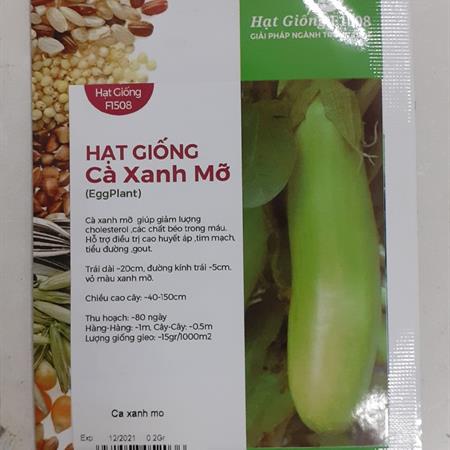 Hạt Giống F1508
GIẢI PHÁP NGÀNH
Hạt Giống
F1508
HẠT GIỐNG
Cà Xanh Mỡ
(EggPlant)
Cà xanh mỡ giúp giảm lượng
cholesterol ,các chất béo trong máu.
Hỗ trợ điều trị cao huyết áp ,tim mạch,
tiểu đường ,gout.
Trái dài ~20cm, đường kính trái ~5cm.
vỏ màu xanh mỡ.
Chiều cao cây: ~40-150cm
Thu hoạch: ~80 ngày
Hàng-Hàng: ~1m, Cây-Cây: ~0.5m
Lượng giống gieo: ~15gr/1000m2
Ca xanh mo
Exp 12/2021 0.2Gr